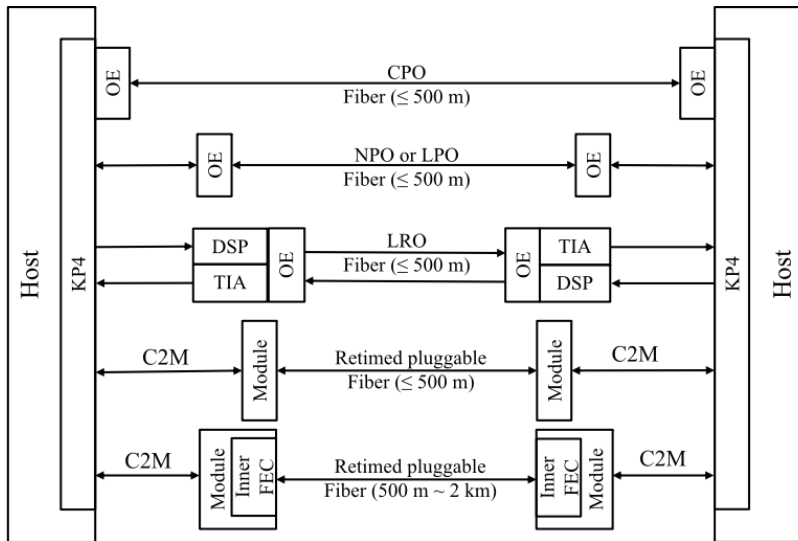 Host
KP4
OE
CPO
Fiber (≤ 500 m)
OE
KP4
Host
OE
NPO or LPO
Fiber (≤ 500 m)
OE
DSP
TIA
OE
LRO
Fiber (≤ 500 m)
OE
TIA
DSP
C2M
Module
Retimed pluggable
Fiber (≤ 500 m)
Module
C2M
C2M
Module
Inner
FEC
Retimed pluggable
Fiber (500 m ~ 2 km)
Inner
FEC
Module
C2M